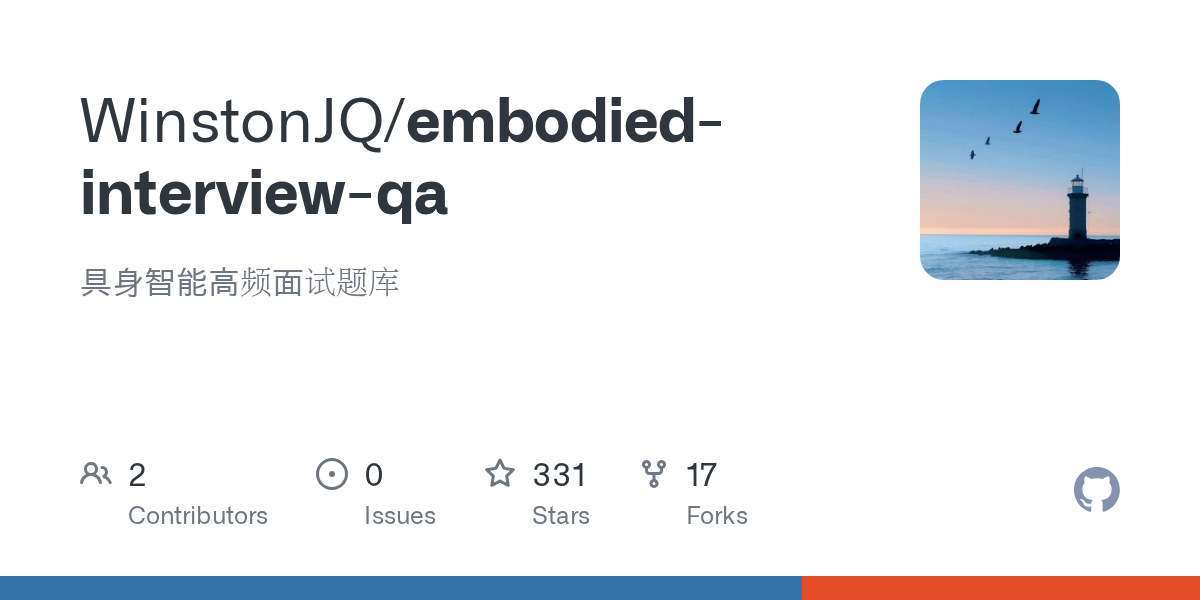 WinstonJQ/embodied-
interview-qa
具身智能高频面试题库
2
Contributors
0
Issues
331
Stars
17
Forks